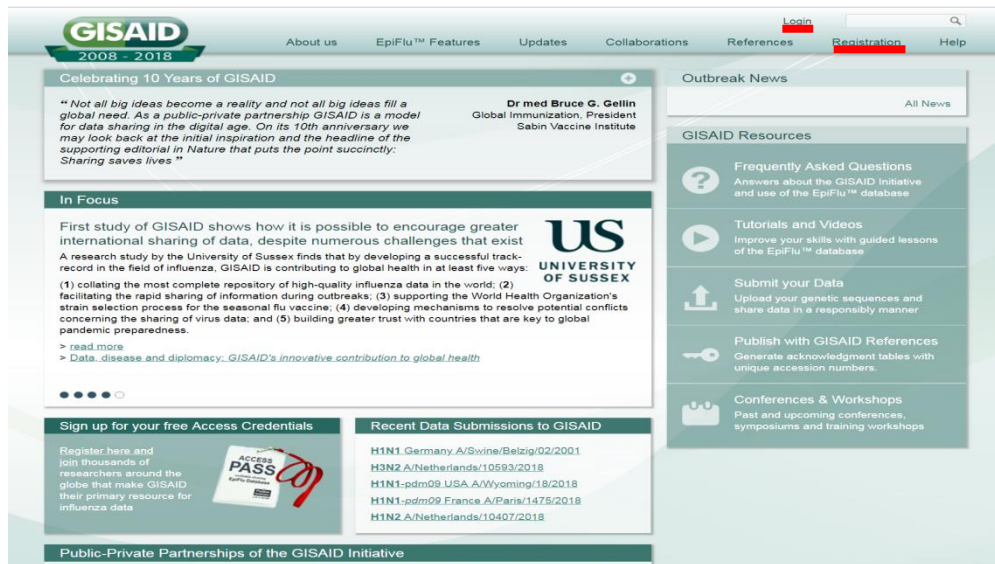 Login
GISAID
2008 - 2018
About us
EpiFlu™ Features
Updates
Collaborations
References
Registration
Help
Celebrating 10 Years of GISAID
“ Not all big ideas become a reality and not all big ideas fill a
global need. As a public-private partnership GISAID is a model
for data sharing in the digital age. On its 10th anniversary we
may look back at the initial inspiration and the headline of the
supporting editorial in Nature that puts the point succinctly:
Sharing saves lives ”
Dr med Bruce G. Gellin
Global Immunization, President
Sabin Vaccine Institute
In Focus
First study of GISAID shows how it is possible to encourage greater
international sharing of data, despite numerous challenges that exist
A research study by the University of Sussex finds that by developing a successful track-
record in the field of influenza, GISAID is contributing to global health in at least five ways:
(1) collating the most complete repository of high-quality influenza data in the world; (2)
facilitating the rapid sharing of information during outbreaks; (3) supporting the World Health Organization's
strain selection process for the seasonal flu vaccine; (4) developing mechanisms to resolve potential conflicts
concerning the sharing of virus data; and (5) building greater trust with countries that are key to global
pandemic preparedness.
US
UNIVERSITY
OF SUSSEX
> read more
> Data, disease and diplomacy: GISAID's innovative contribution to global health
Sign up for your free Access Credentials
Register here and
join thousands of
researchers around the
globe that make GISAID
their primary resource for
influenza data
ACCESS
PASS
EpiFlu Database
Recent Data Submissions to GISAID
H1N1 Germany A/Swine/Belzig/02/2001
H3N2 A/Netherlands/10593/2018
H1N1-pdm09 USA A/Wyoming/18/2018
H1N1-pdm09 France A/Paris/1475/2018
H1N2 A/Netherlands/10407/2018
Public-Private Partnerships of the GISAID Initiative
Outbreak News
All News
GISAID Resources
Frequently Asked Questions
Answers about the GISAID Initiative
and use of the EpiFlu™ database
Tutorials and Videos
Improve your skills with guided lessons
of the EpiFlu™ database
Submit your Data
Upload your genetic sequences and
share data in a responsibly manner
Publish with GISAID References
Generate acknowledgment tables with
unique accession numbers.
Conferences & Workshops
Past and upcoming conferences,
symposiums and training workshops